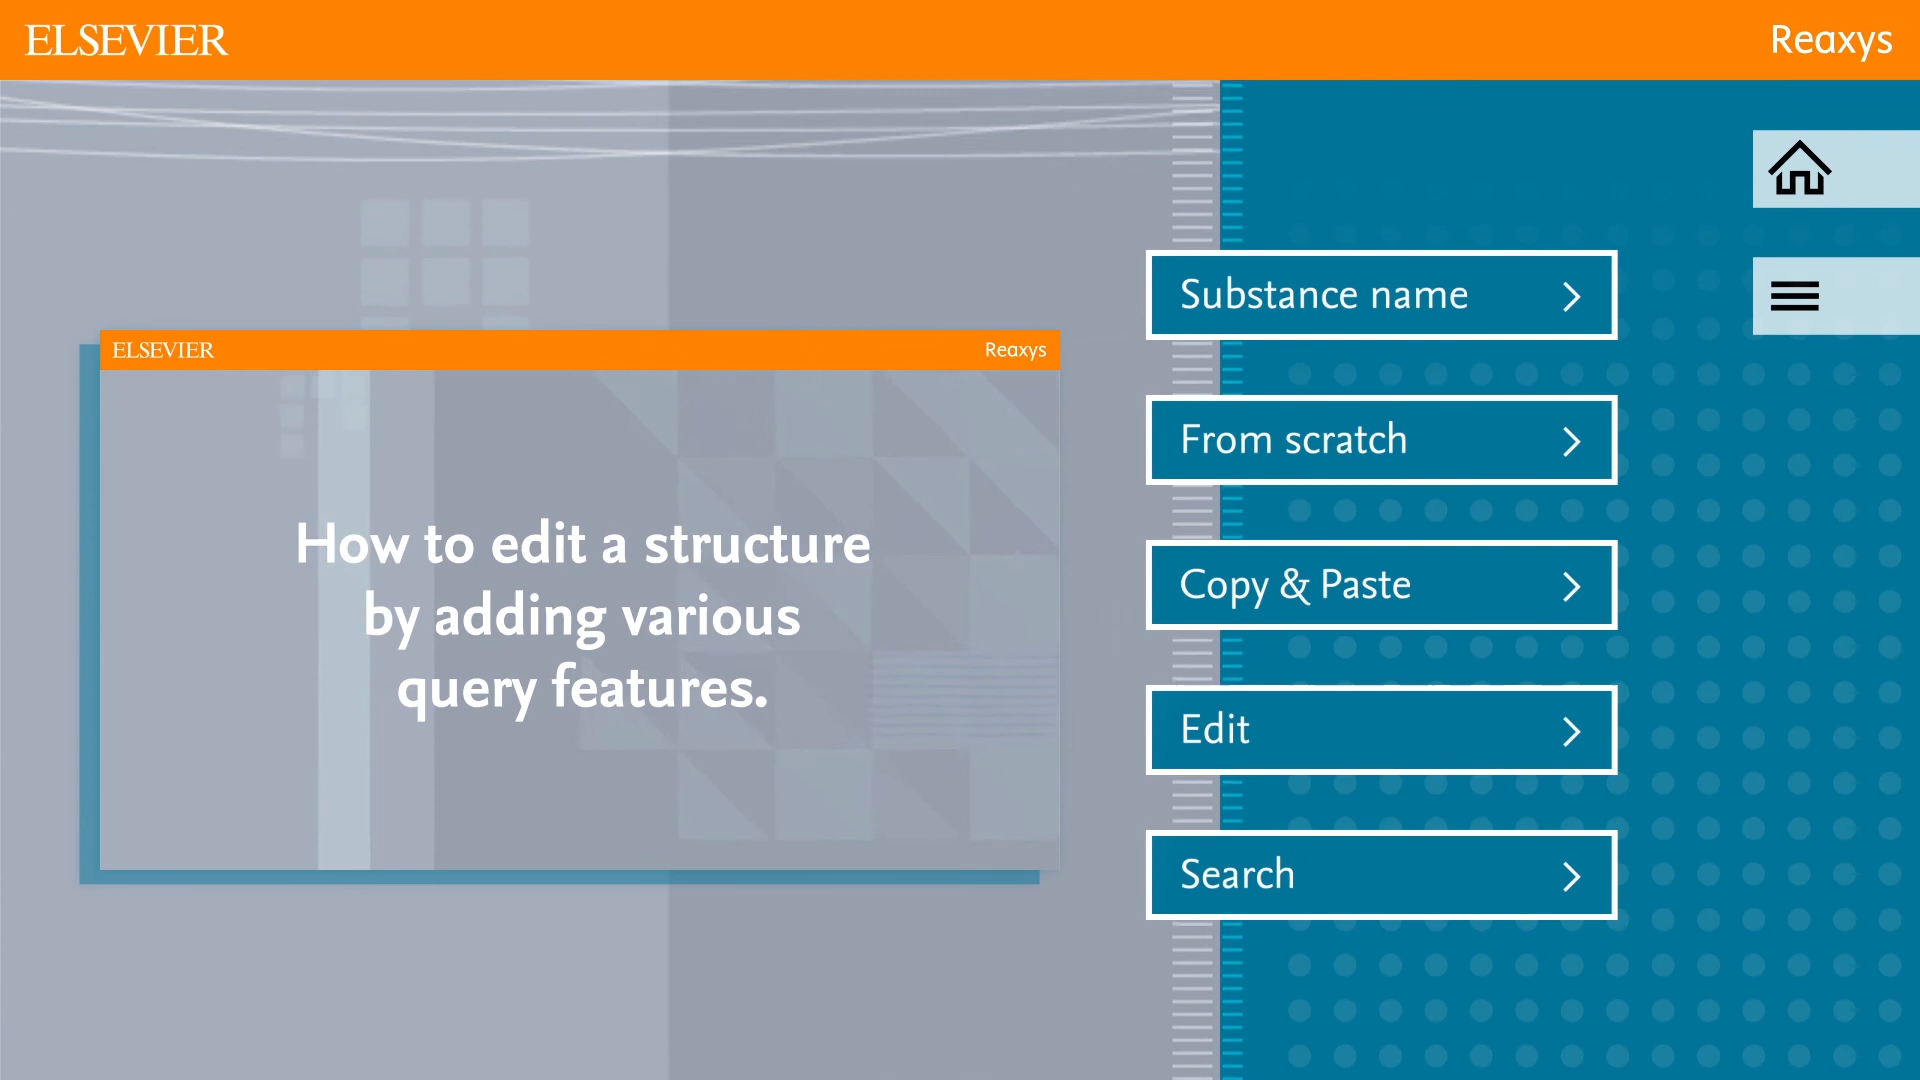 ELSEVIER
Reaxys
ELSEVIER
Reaxys
How to edit a structure
by adding various
query features.
Substance name
From scratch
Copy & Paste
Edit
Search